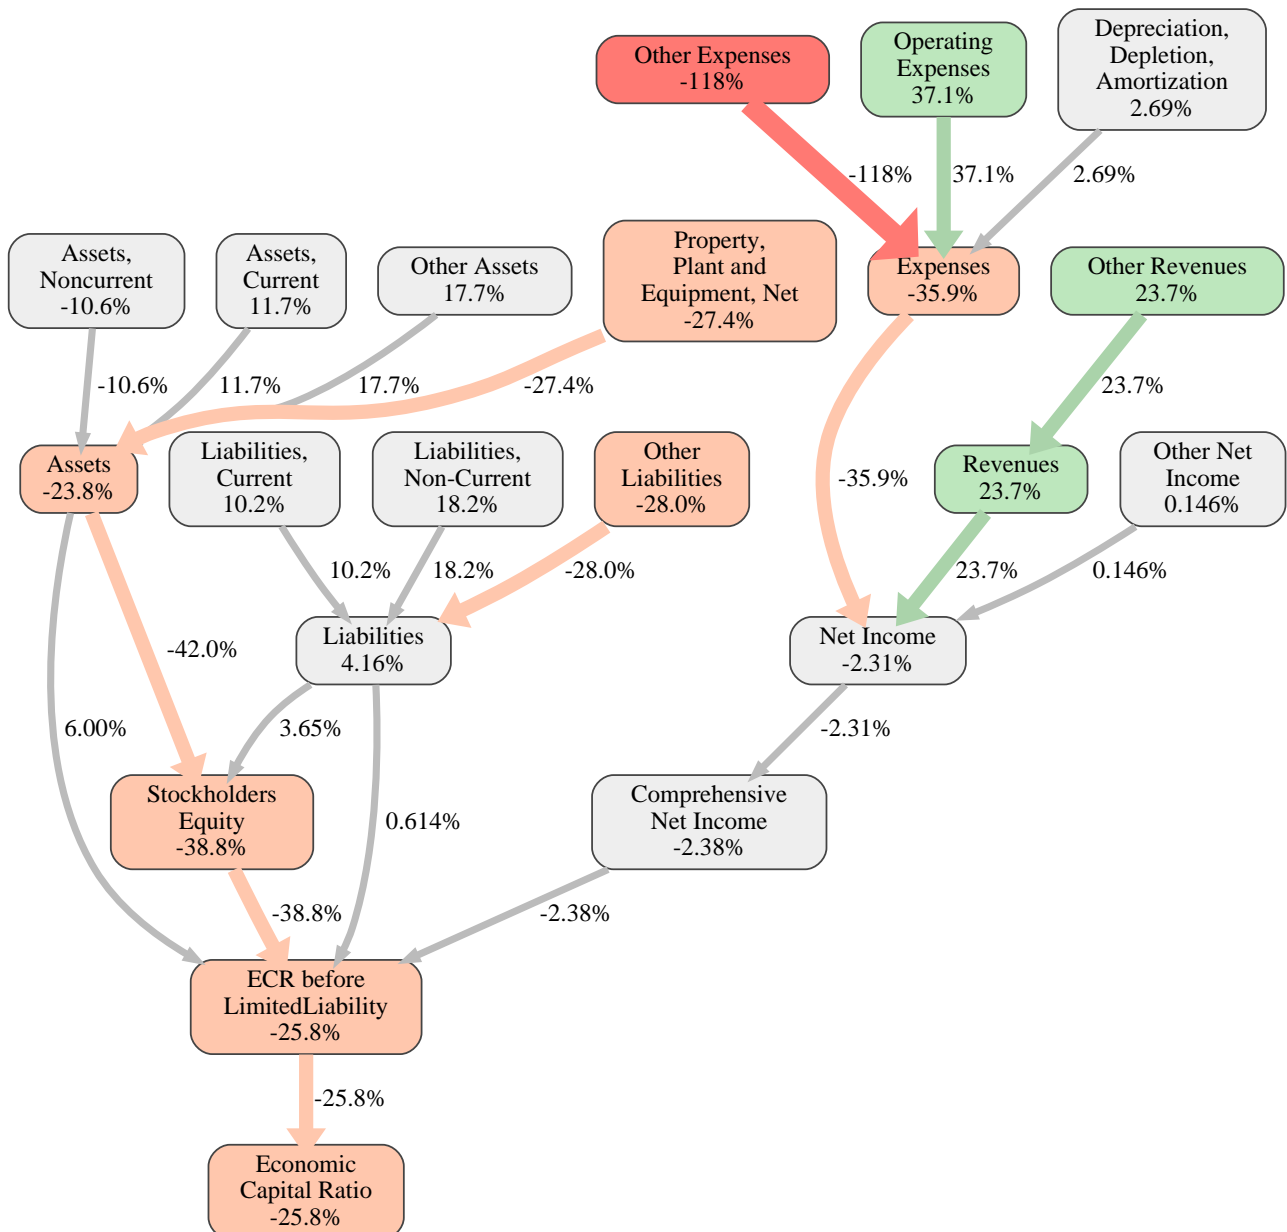 Other Expenses
-118%
Operating
Expenses
37.1%
Depreciation,
Depletion,
Amortization
2.69%
-118%
37.1%
2.69%
Assets,
Noncurrent
-10.6%
Assets,
Current
11.7%
Other Assets
17.7%
Property,
Plant and
Equipment, Net
-27.4%
Expenses
-35.9%
Other Revenues
23.7%
-10.6%
11.7%
17.7%
-27.4%
23.7%
Assets
-23.8%
Liabilities,
Current
10.2%
Liabilities,
Non-Current
18.2%
Other
Liabilities
-28.0%
-35.9%
Revenues
23.7%
Other Net
Income
0.146%
10.2%
18.2%
-28.0%
23.7%
0.146%
-42.0%
Liabilities
4.16%
Net Income
-2.31%
6.00%
3.65%
-2.31%
Stockholders
Equity
-38.8%
0.614%
Comprehensive
Net Income
-2.38%
-38.8%
-2.38%
ECR before
LimitedLiability
-25.8%
-25.8%
Economic
Capital Ratio
-25.8%